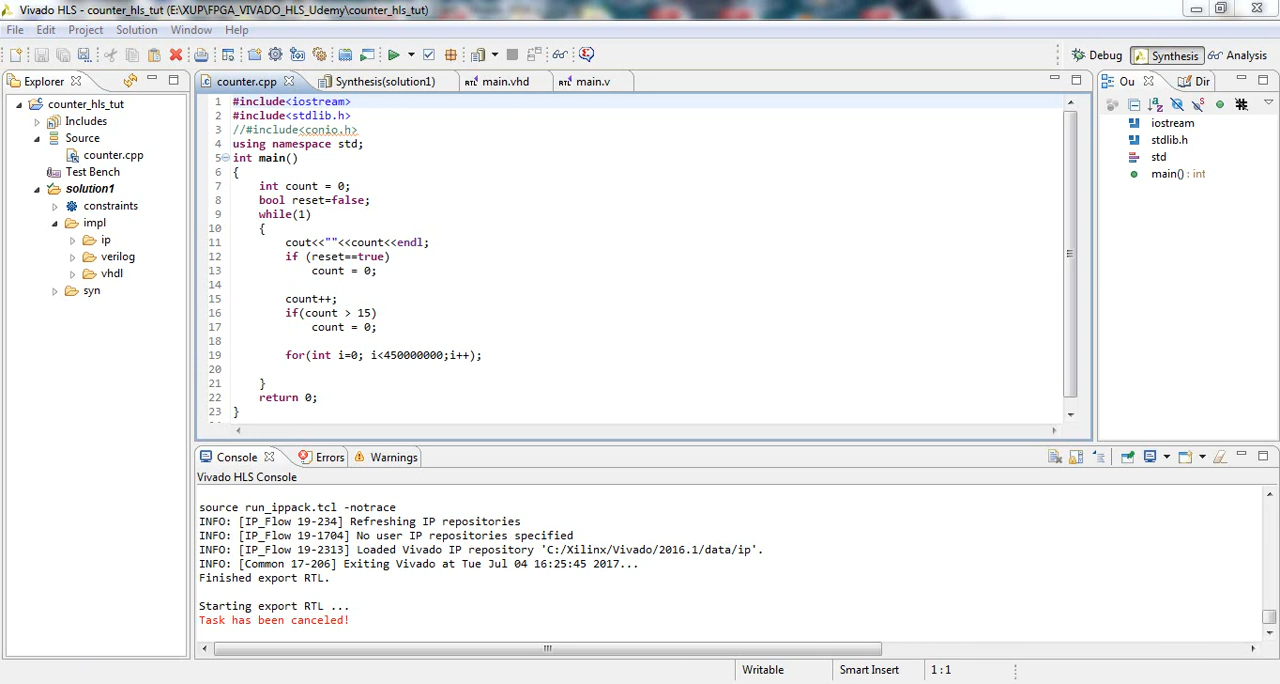 Vivado HLS - counter_hls_tut (E:\XUP\FPGA_VIVADO_HLS_Udemy\counter_hls_tut)
File Edit Project Solution Window Help
Debug Synthesis Analysis
Explorer
counter_hls_tut
Includes
Source
counter.cpp
Test Bench
solution1
constraints
impl
ip
verilog
vhdl
syn
counter.cpp Synthesis(solution1) main.vhd main.v
1 #include<iostream>
2 #include<stdlib.h>
3 //#include<conio.h>
4 using namespace std;
5 int main()
6 {
7 int count = 0;
8 bool reset=false;
9 while(1)
10 {
11 cout<<""<<count<<endl;
12 if (reset==true)
13 count = 0;
14
15 count++;
16 if(count > 15)
17 count = 0;
18
19 for(int i=0; i<450000000;i++);
20
21 }
22 return 0;
23 }
Ou Dir
iostream
stdlib.h
std
main() : int
Console Errors Warnings
Vivado HLS Console
source run_ippack.tcl -notrace
INFO: [IP_Flow 19-234] Refreshing IP repositories
INFO: [IP_Flow 19-1704] No user IP repositories specified
INFO: [IP_Flow 19-2313] Loaded Vivado IP repository 'C:/Xilinx/Vivado/2016.1/data/ip'.
INFO: [Common 17-206] Exiting Vivado at Tue Jul 04 16:25:45 2017...
Finished export RTL.
Starting export RTL ...
Task has been canceled!
Writable Smart Insert 1 : 1